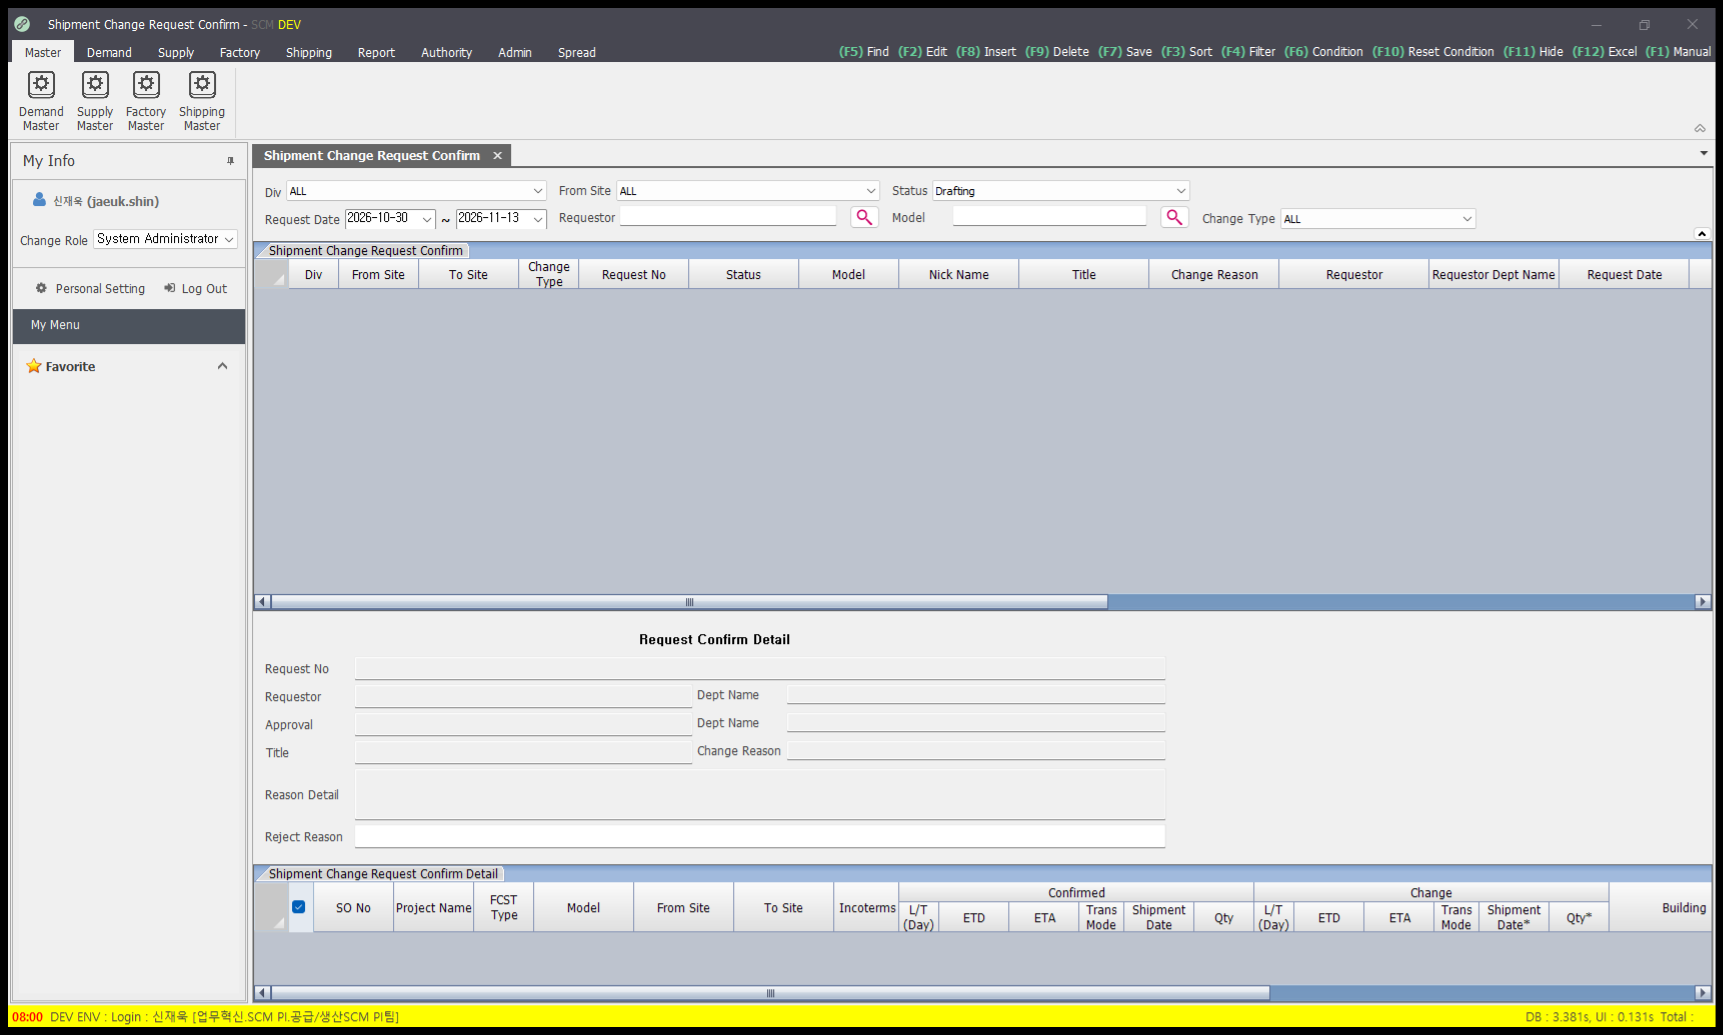 Shipment Change Request Confirm - SCM DEV
Master Demand Supply Factory Shipping Report Authority Admin Spread
(F5) Find (F2) Edit (F8) Insert (F9) Delete (F7) Save (F3) Sort (F4) Filter (F6) Condition (F10) Reset Condition (F11) Hide (F12) Excel (F1) Manual
Demand Master
Supply Master
Factory Master
Shipping Master
My Info
신재욱 (jaeuk.shin)
Change Role System Administrator
Personal Setting Log Out
My Menu
Favorite
Shipment Change Request Confirm
Div ALL From Site ALL Status Drafting
Request Date 2026-10-30 ~ 2026-11-13 Requestor Model Change Type ALL
Shipment Change Request Confirm
Div From Site To Site Change Type Request No Status Model Nick Name Title Change Reason Requestor Requestor Dept Name Request Date
Request Confirm Detail
Request No
Requestor Dept Name
Approval Dept Name
Title Change Reason
Reason Detail
Reject Reason
Shipment Change Request Confirm Detail
SO No Project Name FCST Type Model From Site To Site Incoterms Confirmed Change Building
L/T (Day) ETD ETA Trans Mode Shipment Date Qty L/T (Day) ETD ETA Trans Mode Shipment Date* Qty*
08:00 DEV ENV : Login : 신재욱 [업무혁신.SCM PI.공급/생산SCM PI팀]
DB : 3.381s, UI : 0.131s Total :